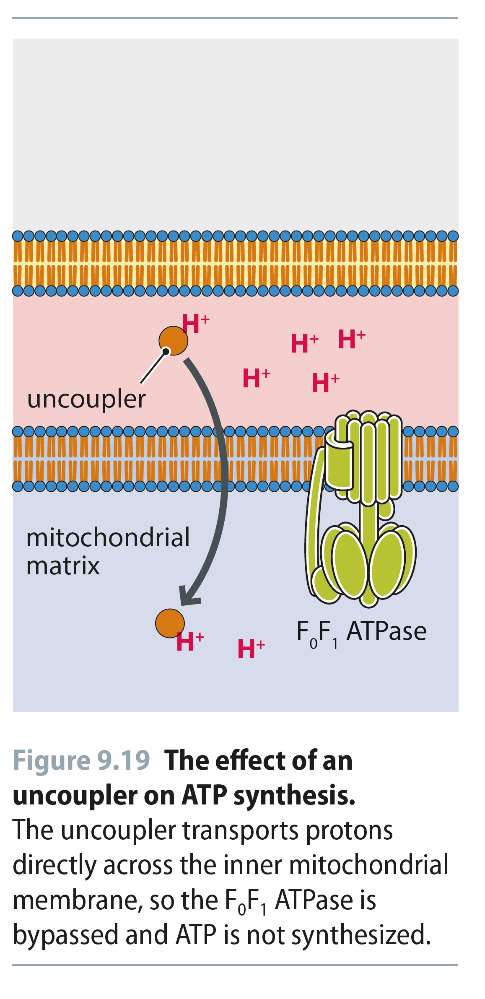 H⁺
H⁺ H⁺
H⁺ H⁺
uncoupler
mitochondrial
matrix
F₀F₁ ATPase
H⁺ H⁺
Figure 9.19 The effect of an
uncoupler on ATP synthesis.
The uncoupler transports protons
directly across the inner mitochondrial
membrane, so the F₀F₁ ATPase is
bypassed and ATP is not synthesized.